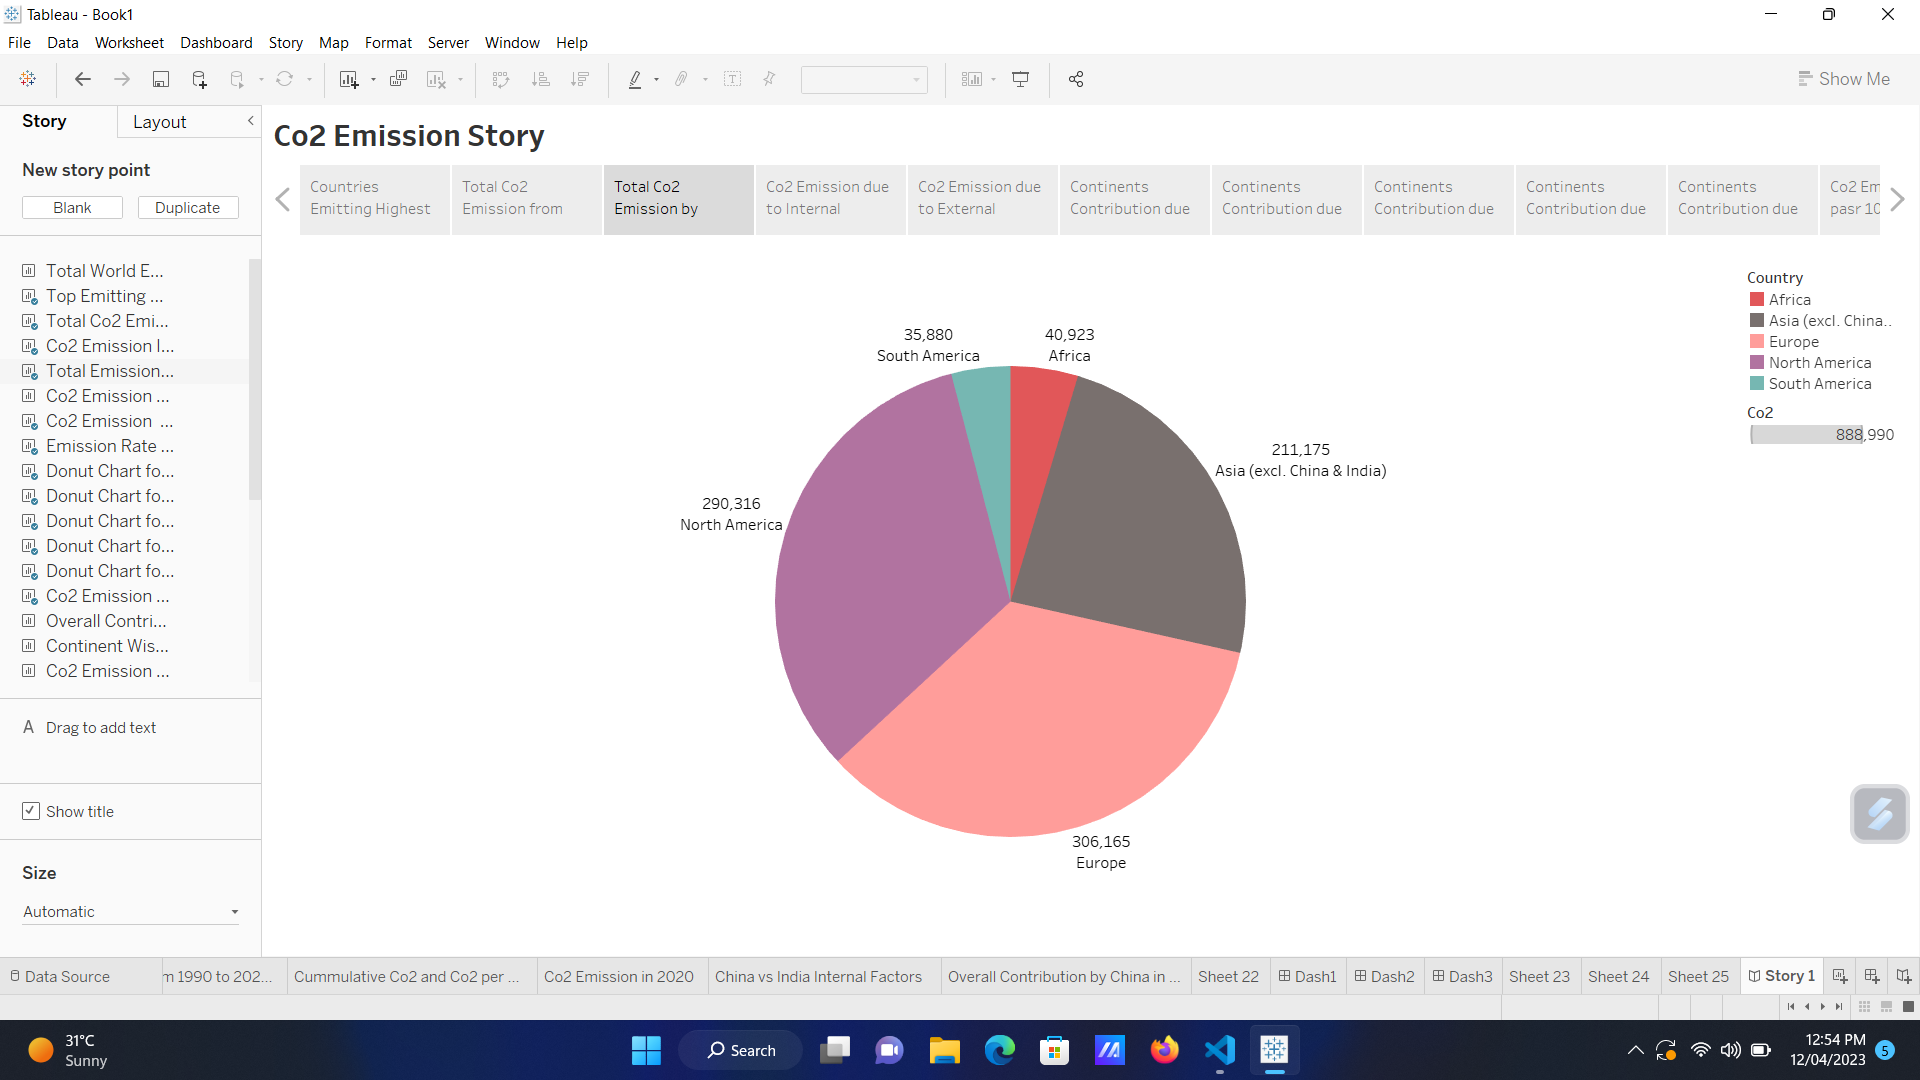 Tableau - Book1
File Data Worksheet Dashboard Story Map Format Server Window Help
Show Me
Story
Layout
New story point
Blank
Duplicate
Total World E...
Top Emitting ...
Total Co2 Emi...
Co2 Emission I...
Total Emission...
Co2 Emission ...
Co2 Emission ...
Emission Rate ...
Donut Chart fo...
Donut Chart fo...
Donut Chart fo...
Donut Chart fo...
Donut Chart fo...
Co2 Emission ...
Overall Contri...
Continent Wis...
Co2 Emission ...
A Drag to add text
Show title
Size
Automatic
Co2 Emission Story
Countries
Emitting Highest
Total Co2
Emission from
Total Co2
Emission by
Co2 Emission due
to Internal
Co2 Emission due
to External
Continents
Contribution due
Continents
Contribution due
Continents
Contribution due
Continents
Contribution due
Continents
Contribution due
Co2 Em
pasr 10
35,880
South America
40,923
Africa
211,175
Asia (excl. China & India)
290,316
North America
306,165
Europe
Country
Africa
Asia (excl. China..
Europe
North America
South America
Co2
888,990
Data Source
m 1990 to 202...
Cummulative Co2 and Co2 per ...
Co2 Emission in 2020
China vs India Internal Factors
Overall Contribution by China in ...
Sheet 22
Dash1
Dash2
Dash3
Sheet 23
Sheet 24
Sheet 25
Story 1
31°C
Sunny
Search
12:54 PM
12/04/2023
5